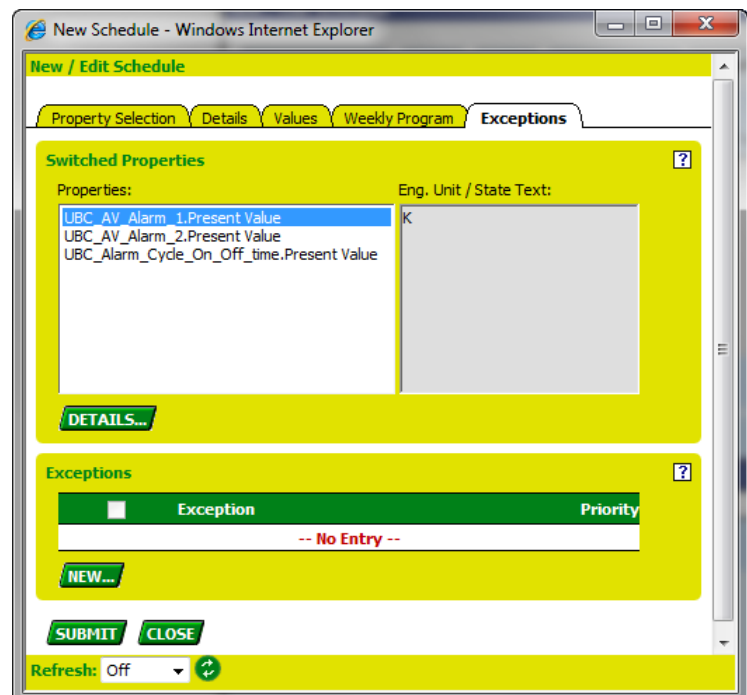 New Schedule - Windows Internet Explorer
New / Edit Schedule
Property Selection Details Values Weekly Program Exceptions
Switched Properties ?
Properties: Eng. Unit / State Text:
UBC_AV_Alarm_1.Present Value K
UBC_AV_Alarm_2.Present Value
UBC_Alarm_Cycle_On_Off_time.Present Value
DETAILS...
Exceptions ?
Exception Priority
-- No Entry --
NEW...
SUBMIT CLOSE
Refresh: Off